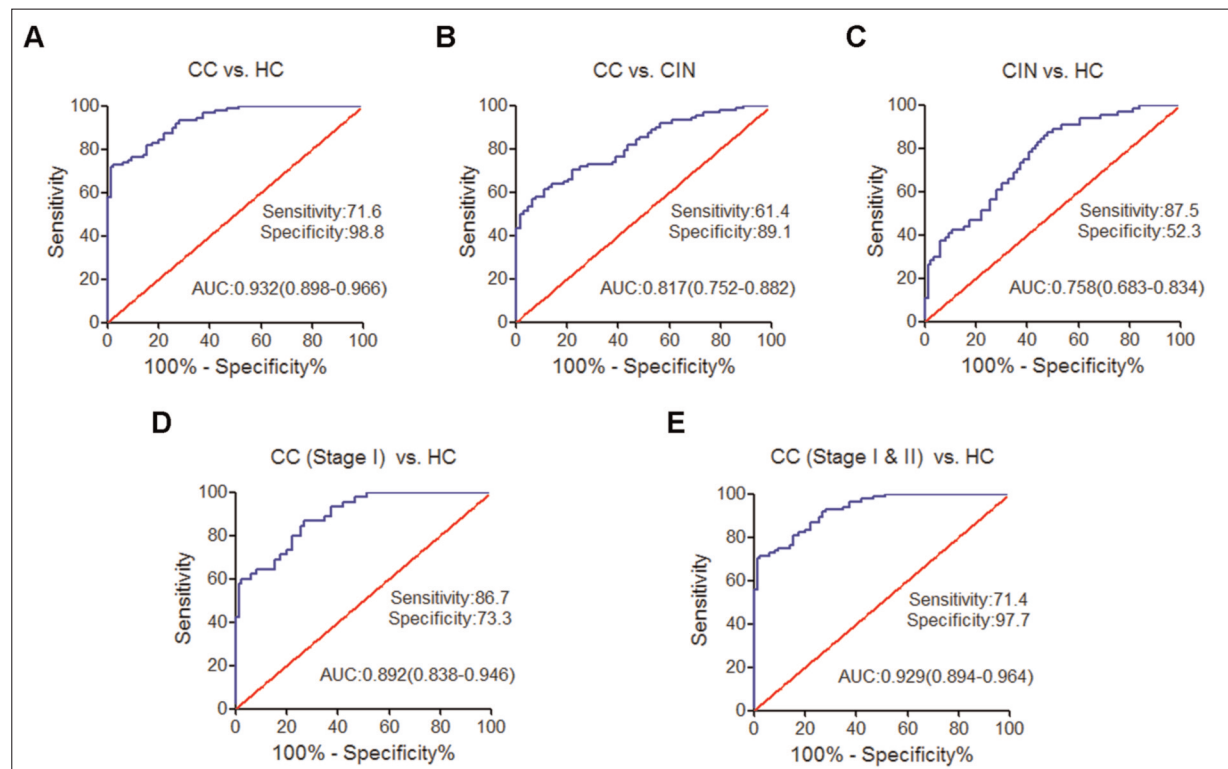 A
CC vs. HC
100
80
60
40
20
0
Sensitivity
Sensitivity:71.6
Specificity:98.8
AUC:0.932(0.898-0.966)
0 20 40 60 80 100
100% - Specificity%
B
CC vs. CIN
100
80
60
40
20
0
Sensitivity
Sensitivity:61.4
Specificity:89.1
AUC:0.817(0.752-0.882)
0 20 40 60 80 100
100% - Specificity%
C
CIN vs. HC
100
80
60
40
20
0
Sensitivity
Sensitivity:87.5
Specificity:52.3
AUC:0.758(0.683-0.834)
0 20 40 60 80 100
100% - Specificity%
D
CC (Stage I) vs. HC
100
80
60
40
20
0
Sensitivity
Sensitivity:86.7
Specificity:73.3
AUC:0.892(0.838-0.946)
0 20 40 60 80 100
100% - Specificity%
E
CC (Stage I & II) vs. HC
100
80
60
40
20
0
Sensitivity
Sensitivity:71.4
Specificity:97.7
AUC:0.929(0.894-0.964)
0 20 40 60 80 100
100% - Specificity%